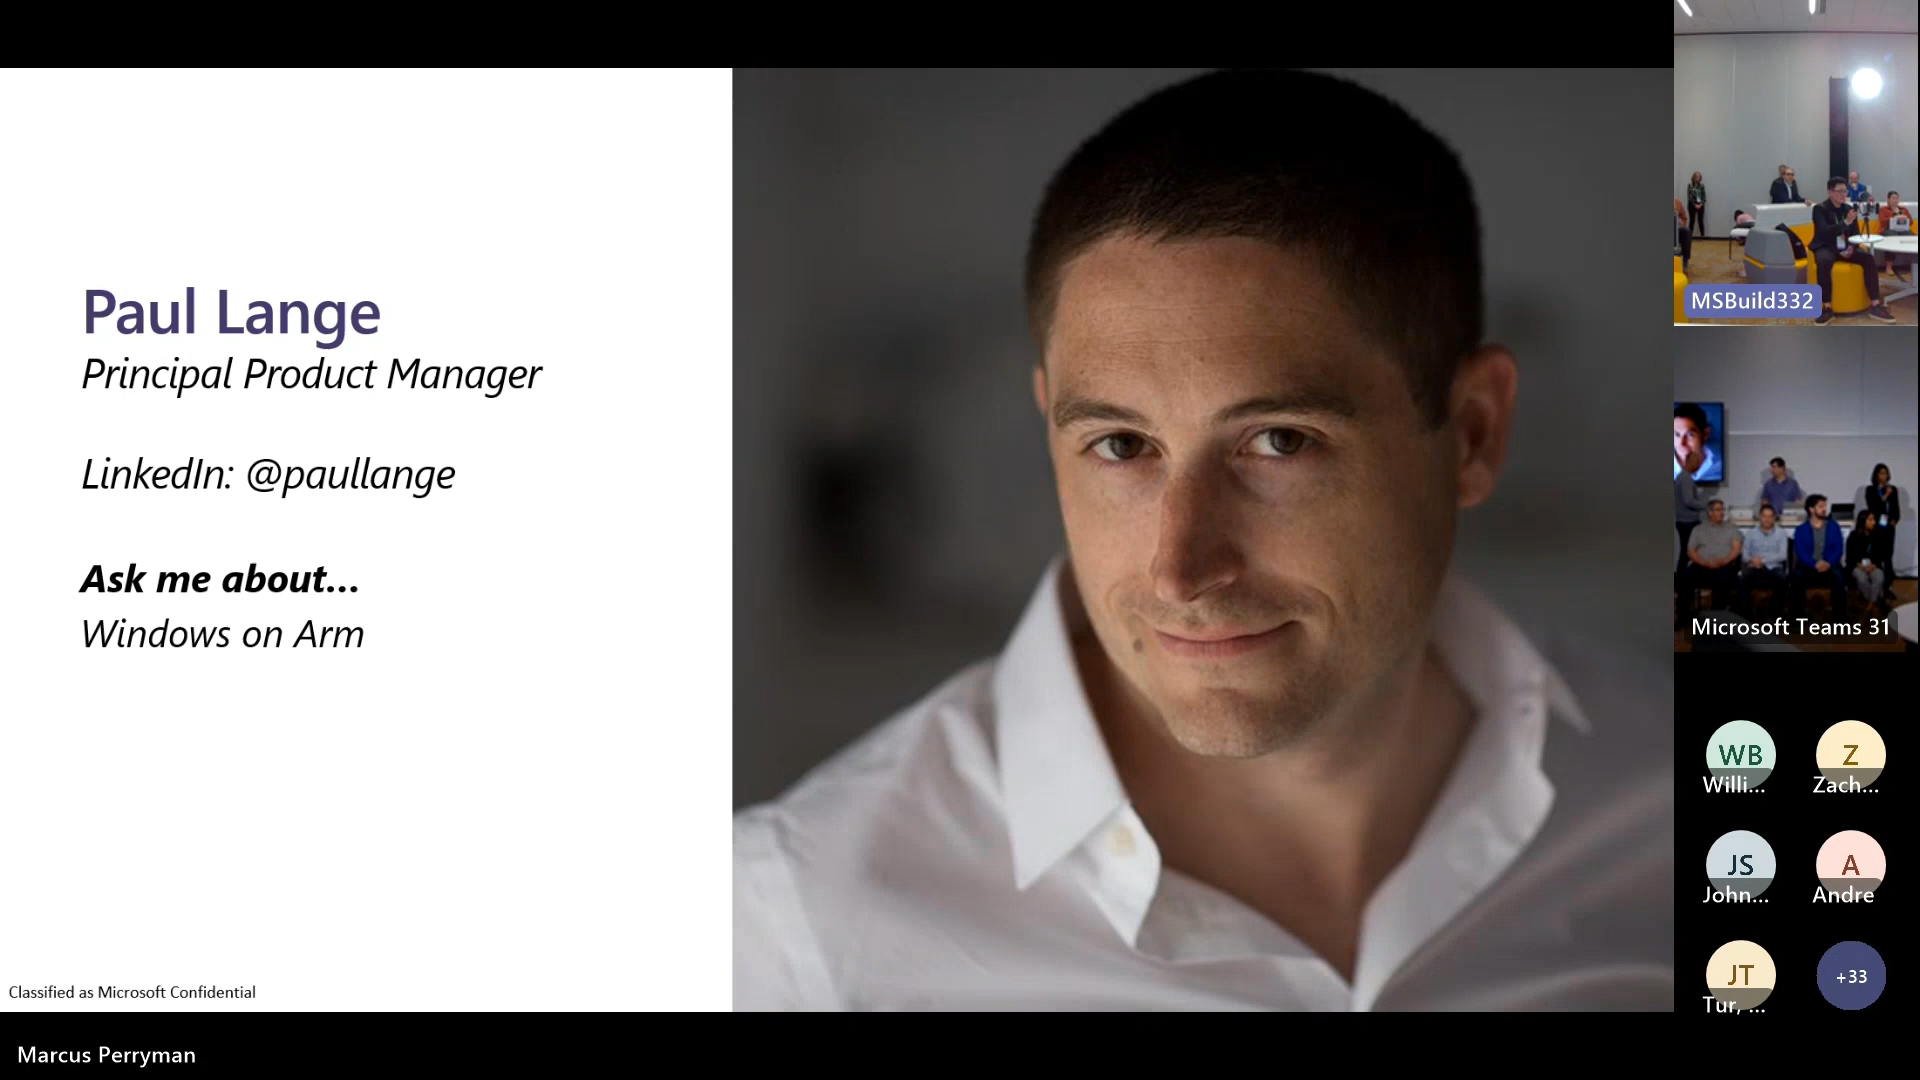 Paul Lange
Principal Product Manager
LinkedIn: @paullange
Ask me about...
Windows on Arm
Classified as Microsoft Confidential
Marcus Perryman
MSBuild332
Microsoft Teams 31
WB
Willi...
Z
Zach...
JS
John...
A
Andre
JT
Tur, ...
+33